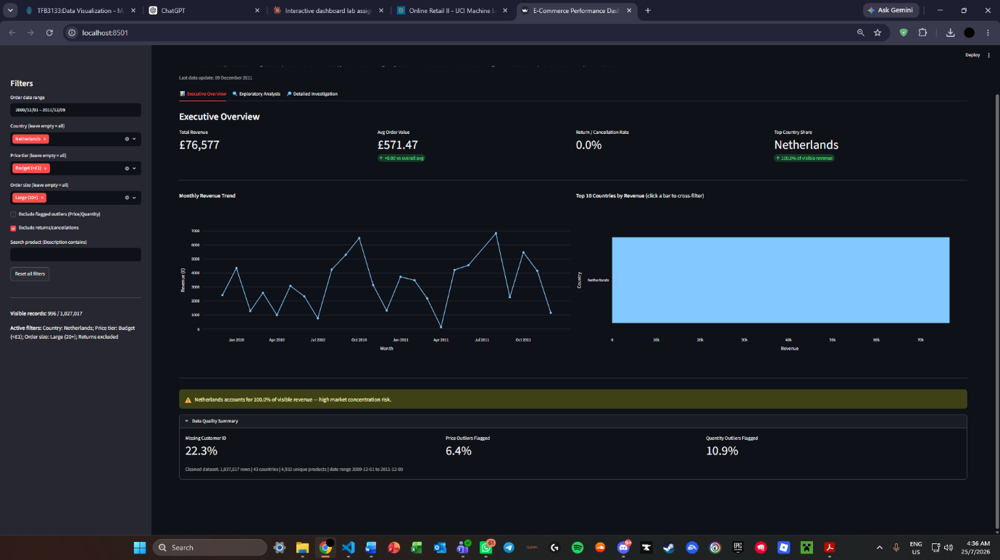 TFB3133:Data Visualization - M
ChatGPT
Interactive dashboard lab assig
Online Retail II - UCI Machine L
E-Commerce Performance Das
Ask Gemini
localhost:8501
Deploy
Filters
Order date range
2009/12/01 – 2011/12/09
Country (leave empty = all)
Netherlands
Price tier (leave empty = all)
Budget (<£1)
Order size (leave empty = all)
Large (20+)
Exclude flagged outliers (Price/Quantity)
Exclude returns/cancellations
Search product (Description contains)
Reset all filters
Visible records: 996 / 1,027,017
Active filters: Country: Netherlands; Price tier: Budget
(<£1); Order size: Large (20+); Returns excluded
Last data update: 09 December 2011
Executive Overview Exploratory Analysis Detailed Investigation
Executive Overview
Total Revenue
£76,577
Avg Order Value
£571.47
↑ +0.00 vs overall avg
Return / Cancellation Rate
0.0%
Top Country Share
Netherlands
↑ 100.0% of visible revenue
Monthly Revenue Trend
7000
6000
5000
4000
3000
2000
1000
0
Revenue (£)
Jan 2010 Apr 2010 Jul 2010 Oct 2010 Jan 2011 Apr 2011 Jul 2011 Oct 2011
Month
Top 10 Countries by Revenue (click a bar to cross-filter)
Country
Netherlands
0 10k 20k 30k 40k 50k 60k 70k
Revenue
Netherlands accounts for 100.0% of visible revenue — high market concentration risk.
Data Quality Summary
Missing Customer ID
22.3%
Price Outliers Flagged
6.4%
Quantity Outliers Flagged
10.9%
Cleaned dataset: 1,027,017 rows | 43 countries | 4,932 unique products | date range 2009-12-01 to 2011-12-09
Search
61
9+
EPIC
GAMES
ENG
US
4:36 AM
25/7/2026